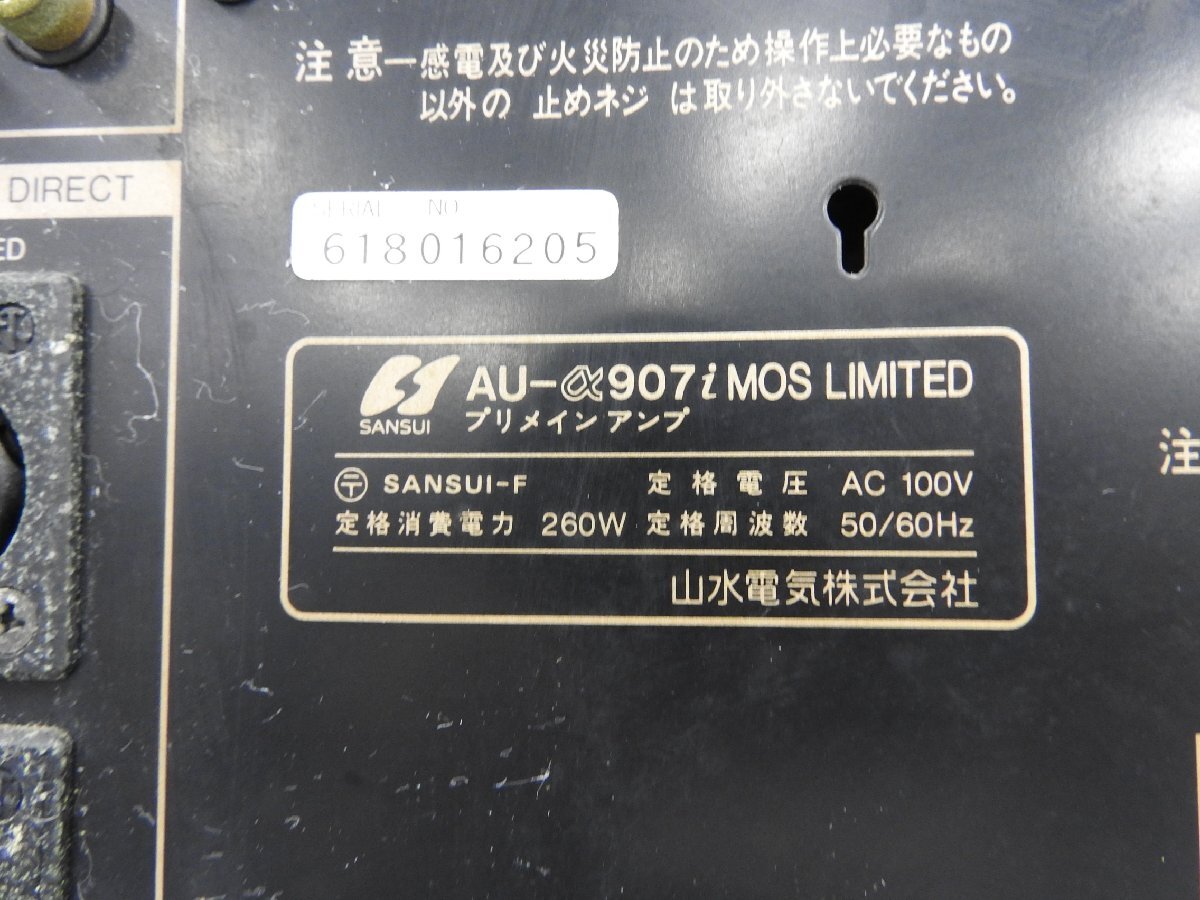 注意ー感電及び火災防止のため操作上必要なもの
以外の 止めネジ は取り外さないでください。
DIRECT
SERIAL NO
618016205
AU-α907i MOS LIMITED
SANSUI
プリメインアンプ
〒 SANSUI-F 定格電圧 AC 100V
定格消費電力 260W 定格周波数 50/60Hz
山水電気株式会社
注